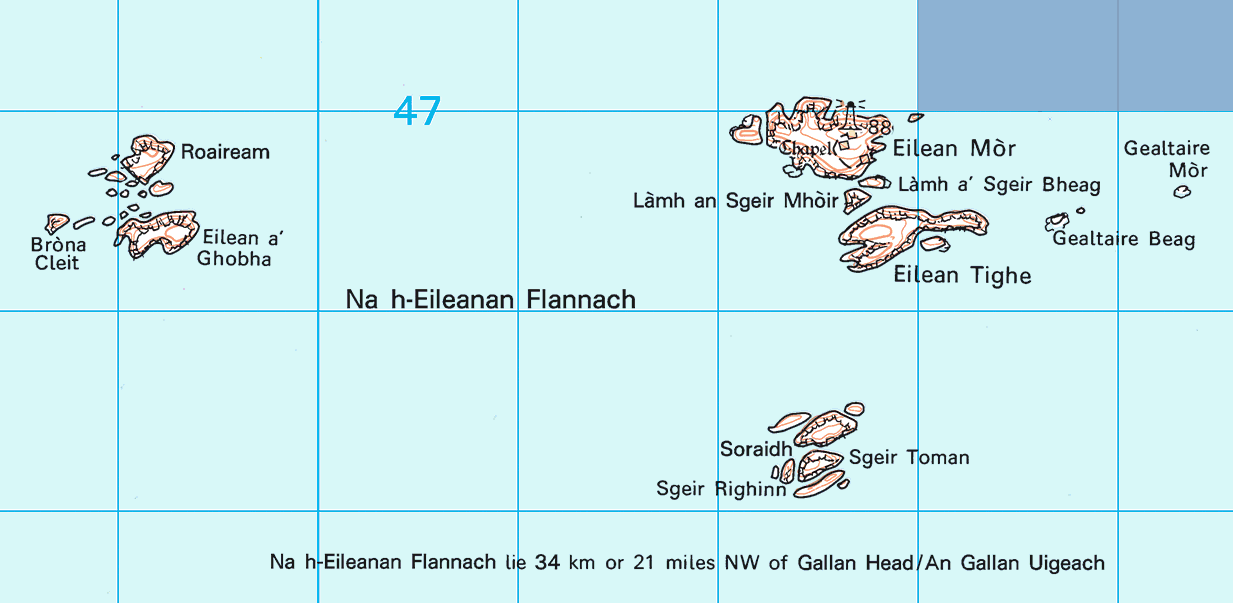 47
88
Chapel
Eilean Mòr
Gealtaire
Mòr
Roaiream
Làmh a' Sgeir Bheag
Làmh an Sgeir Mhòir
Bròna
Cleit
Eilean a'
Ghobha
Gealtaire Beag
Eilean Tighe
Na h-Eileanan Flannach
Soraidh
Sgeir Toman
Sgeir Righinn
Na h-Eileanan Flannach lie 34 km or 21 miles NW of Gallan Head/An Gallan Uigeach